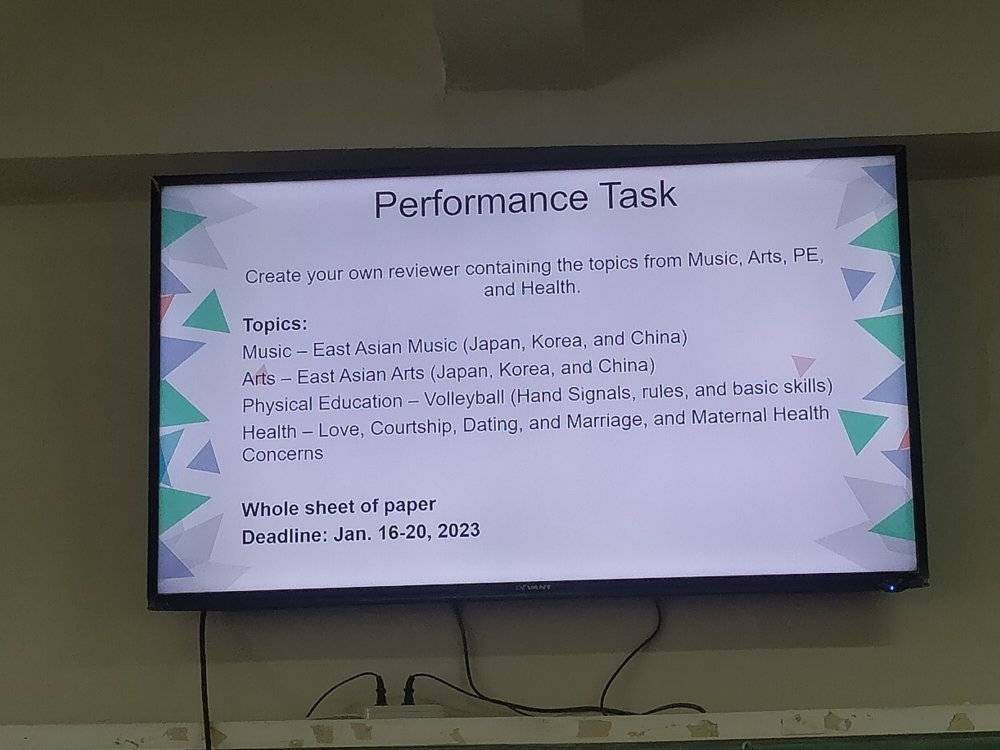 Performance Task
Create your own reviewer containing the topics from Music, Arts, PE,
and Health.
Topics:
Music – East Asian Music (Japan, Korea, and China)
Arts – East Asian Arts (Japan, Korea, and China)
Physical Education – Volleyball (Hand Signals, rules, and basic skills)
Health – Love, Courtship, Dating, and Marriage, and Maternal Health
Concerns
Whole sheet of paper
Deadline: Jan. 16-20, 2023
DEVANT